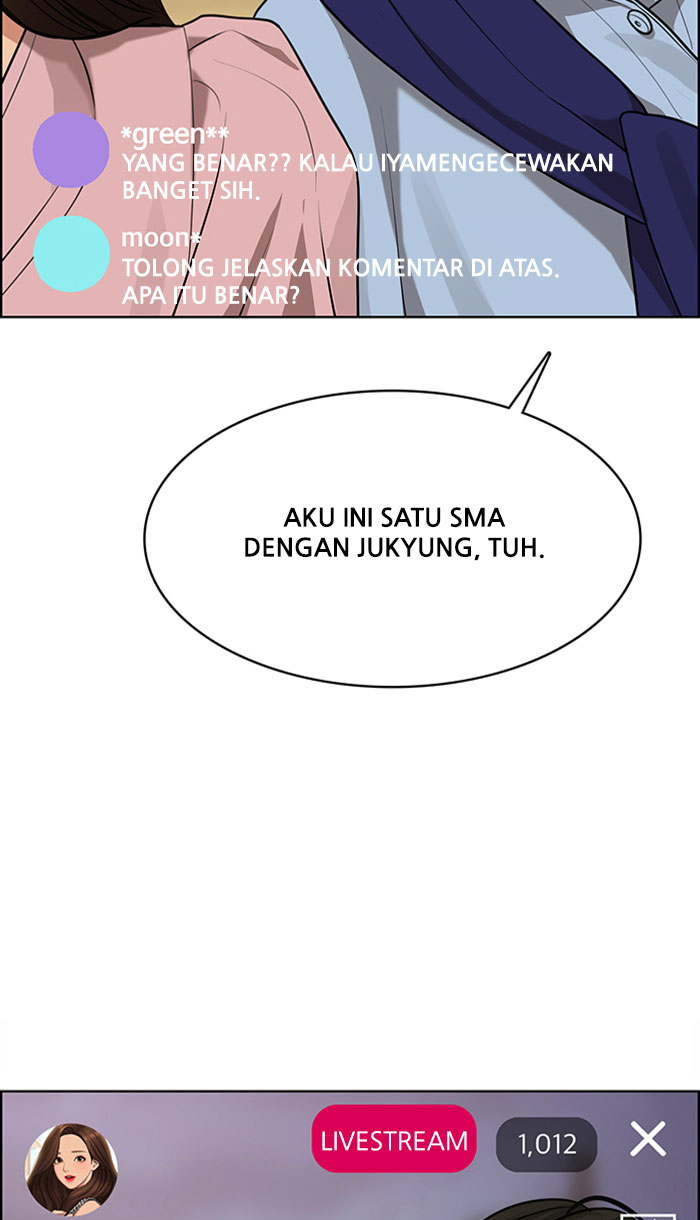 *green**
YANG BENAR?? KALAU IYAMENGECEWAKAN
BANGET SIH.
moon*
TOLONG JELASKAN KOMENTAR DI ATAS.
APA ITU BENAR?
AKU INI SATU SMA
DENGAN JUKYUNG, TUH.
LIVESTREAM
1,012